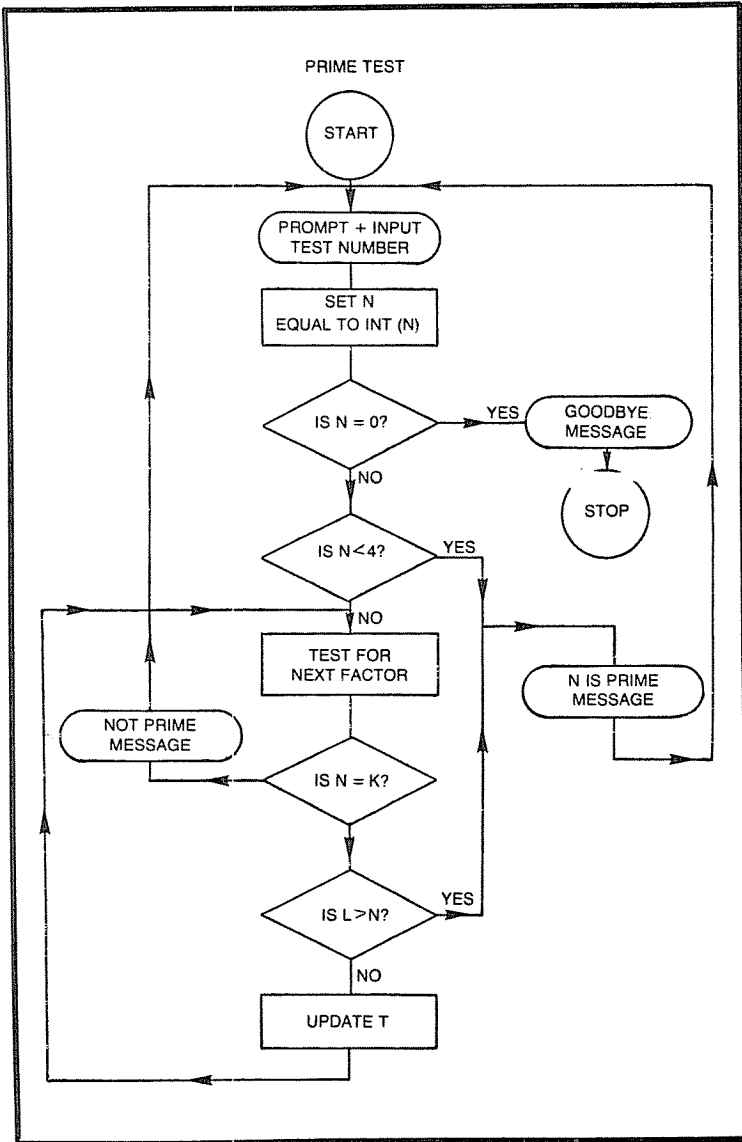 PRIME TEST
START
PROMPT + INPUT
TEST NUMBER
SET N
EQUAL TO INT (N)
IS N = 0?
YES
GOODBYE
MESSAGE
STOP
NO
IS N<4?
YES
NO
TEST FOR
NEXT FACTOR
N IS PRIME
MESSAGE
NOT PRIME
MESSAGE
IS N = K?
IS L>N?
YES
NO
UPDATE T